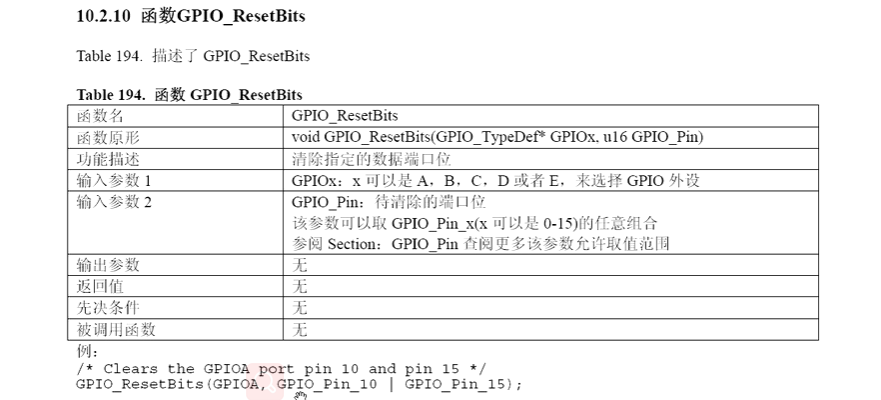 10.2.10 函数GPIO_ResetBits
Table 194. 描述了 GPIO_ResetBits
Table 194. 函数 GPIO_ResetBits
函数名 GPIO_ResetBits
函数原形 void GPIO_ResetBits(GPIO_TypeDef* GPIOx, u16 GPIO_Pin)
功能描述 清除指定的数据端口位
输入参数 1 GPIOx：x 可以是 A，B，C，D 或者 E，来选择 GPIO 外设
输入参数 2 GPIO_Pin：待清除的端口位
该参数可以取 GPIO_Pin_x(x 可以是 0-15)的任意组合
参阅 Section：GPIO_Pin 查阅更多该参数允许取值范围
输出参数 无
返回值 无
先决条件 无
被调用函数 无
例：
/* Clears the GPIOA port pin 10 and pin 15 */
GPIO_ResetBits(GPIOA, GPIO_Pin_10 | GPIO_Pin_15);